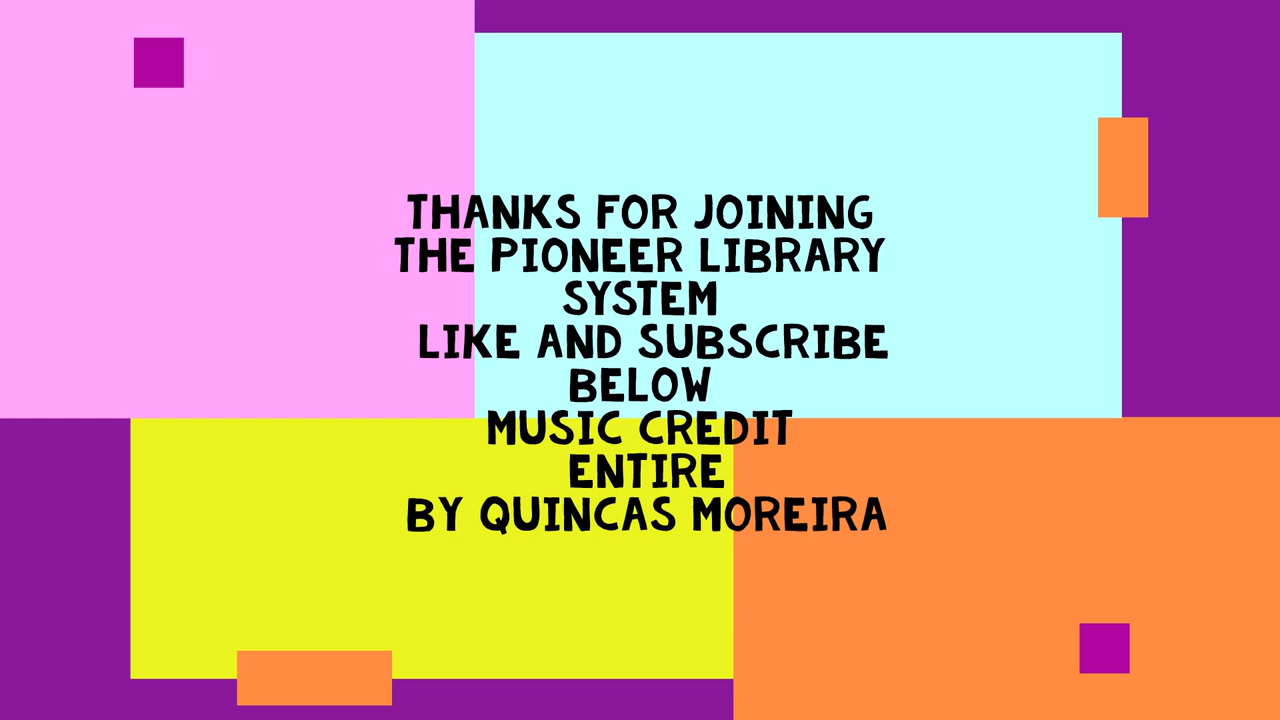 THANKS FOR JOINING
THE PIONEER LIBRARY
SYSTEM
LIKE AND SUBSCRIBE
BELOW
MUSIC CREDIT
ENTIRE
BY QUINCAS MOREIRA